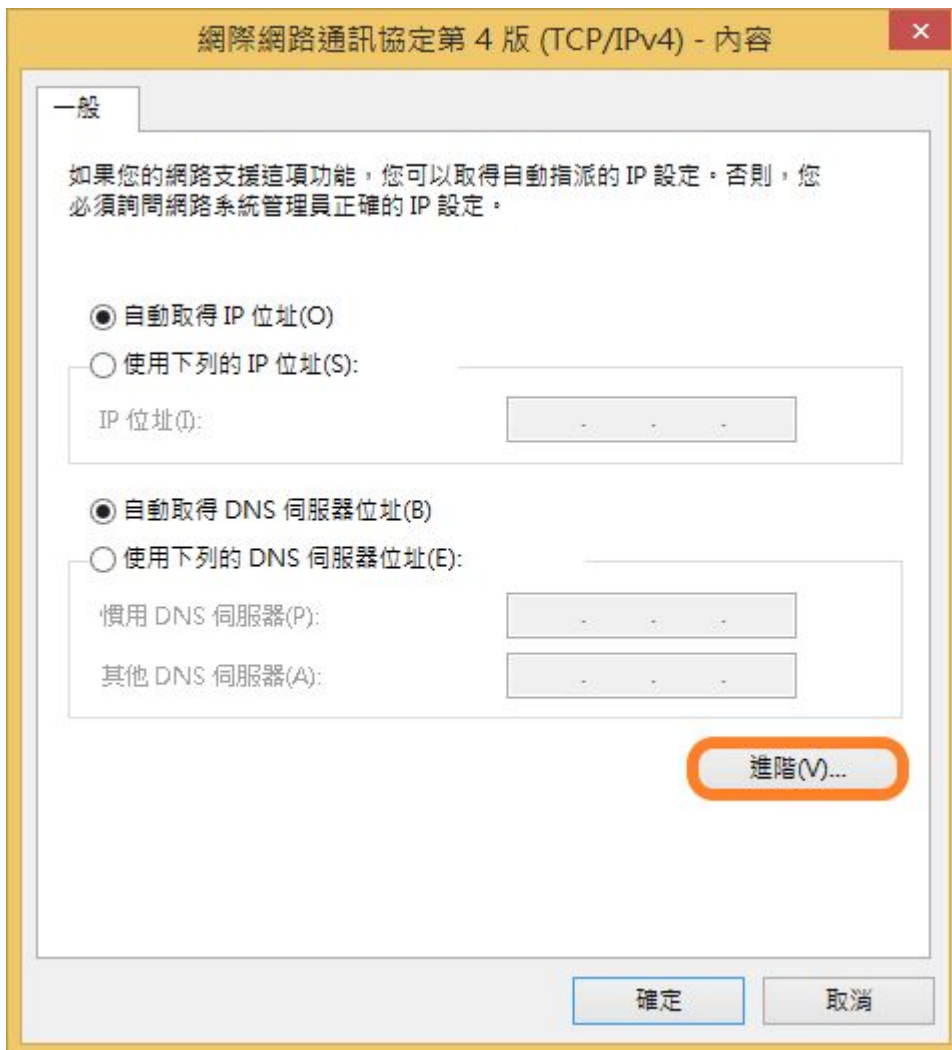 網際網路通訊協定第 4 版 (TCP/IPv4) - 內容
一般
如果您的網路支援這項功能，您可以取得自動指派的 IP 設定。否則，您
必須詢問網路系統管理員正確的 IP 設定。
自動取得 IP 位址(O)
使用下列的 IP 位址(S):
IP 位址(I):
自動取得 DNS 伺服器位址(B)
使用下列的 DNS 伺服器位址(E):
慣用 DNS 伺服器(P):
其他 DNS 伺服器(A):
進階(V)...
確定
取消